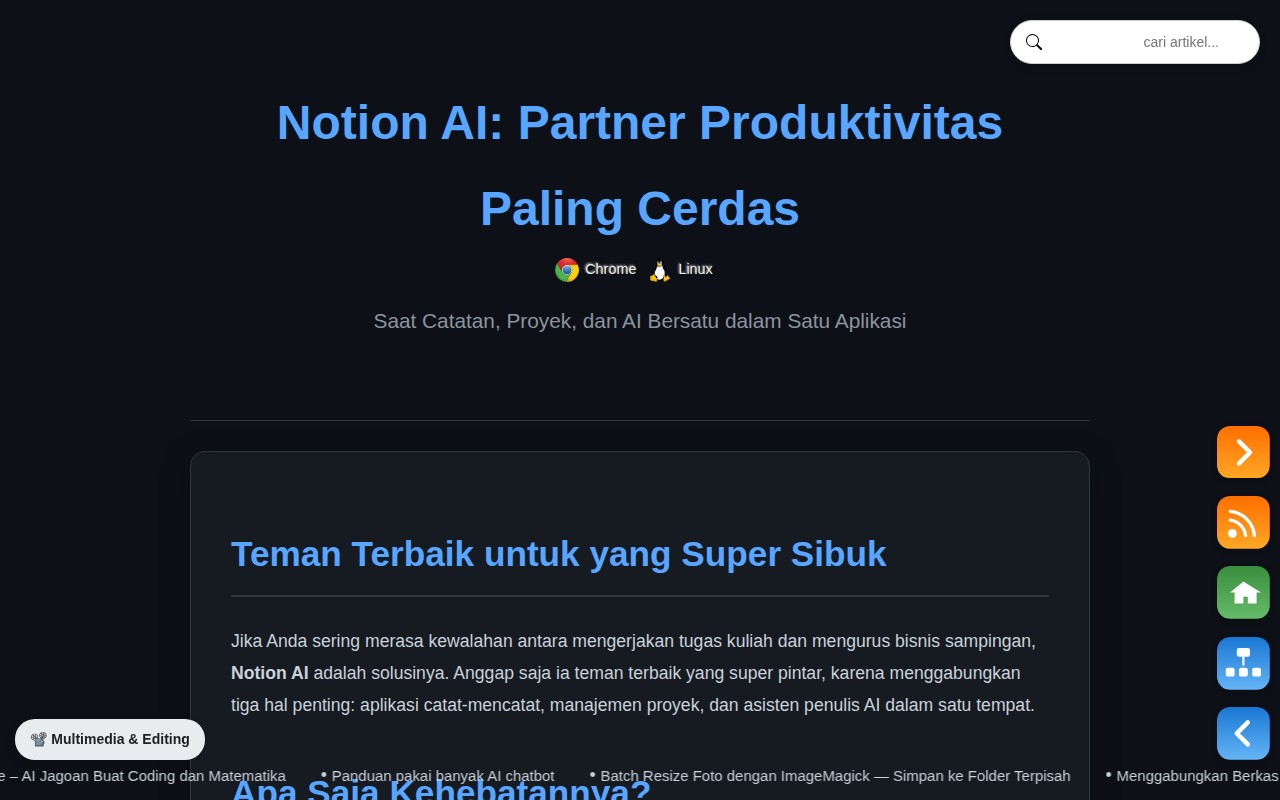 cari artikel...
Notion AI: Partner Produktivitas
Paling Cerdas
Chrome Linux
Saat Catatan, Proyek, dan AI Bersatu dalam Satu Aplikasi
Teman Terbaik untuk yang Super Sibuk
Jika Anda sering merasa kewalahan antara mengerjakan tugas kuliah dan mengurus bisnis sampingan,
Notion AI adalah solusinya. Anggap saja ia teman terbaik yang super pintar, karena menggabungkan
tiga hal penting: aplikasi catat-mencatat, manajemen proyek, dan asisten penulis AI dalam satu tempat.
Multimedia & Editing
e – AI Jagoan Buat Coding dan Matematika • Panduan pakai banyak AI chatbot • Batch Resize Foto dengan ImageMagick — Simpan ke Folder Terpisah • Menggabungkan Berkas
Apa Saja Kehebatannya?